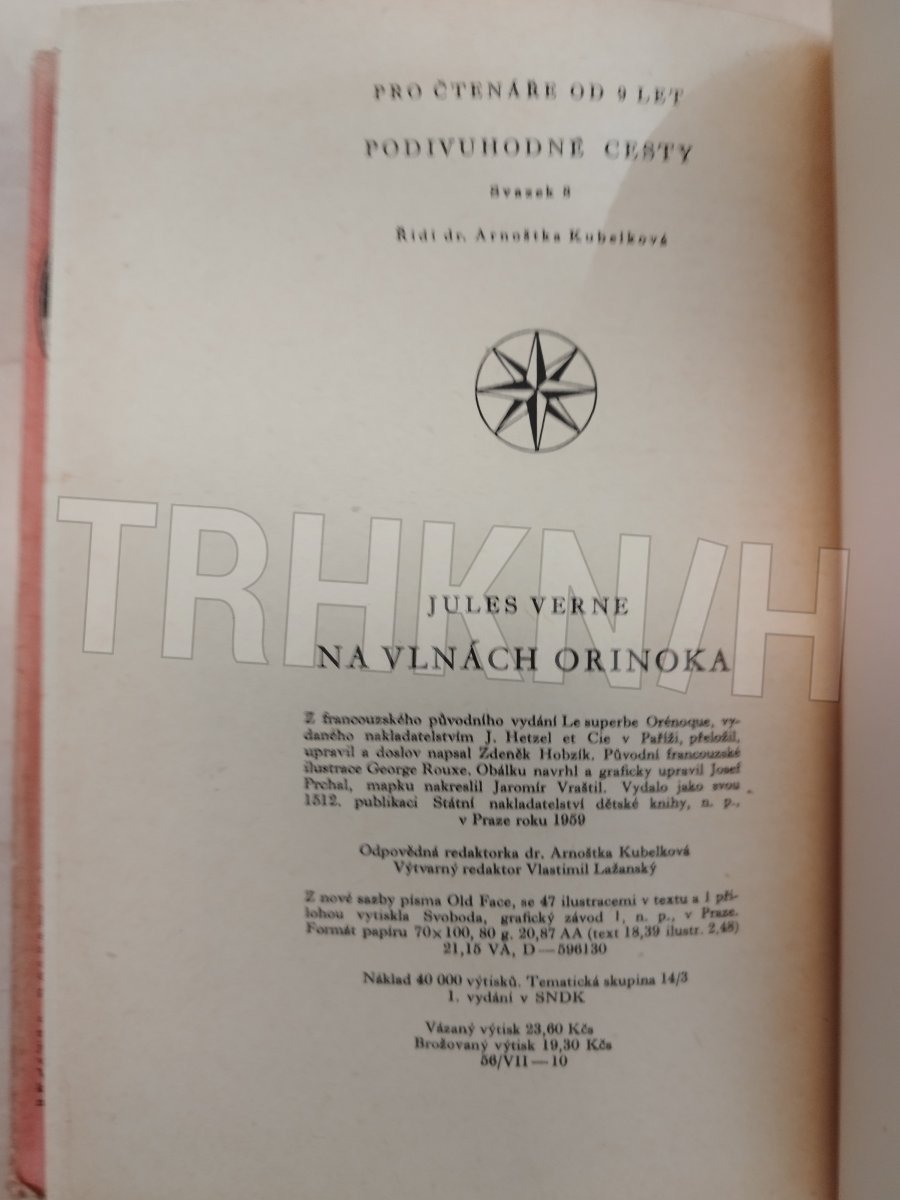 PRO ČTENÁŘE OD 9 LET
PODIVUHODNÉ CESTY
Svazek 8
Řídí dr. Arnoštka Kubelková
TRHKN/H
JULES VERNE
NA VLNÁCH ORINOKA
Z francouzského původního vydání Le superbe Orénoque, vy-
daného nakladatelstvím J. Hetzel et Cie v Paříži, přeložil,
upravil a doslov napsal Zdeněk Hobzík. Původní francouzské
ilustrace George Rouxe. Obálku navrhl a graficky upravil Josef
Prchal, mapku nakreslil Jaromír Vraštil. Vydalo jako svou
1512. publikaci Státní nakladatelství dětské knihy, n. p.,
v Praze roku 1959
Odpovědná redaktorka dr. Arnoštka Kubelková
Výtvarný redaktor Vlastimil Lažanský
Z nové sazby písma Old Face, se 47 ilustracemi v textu a 1 pří-
lohou vytiskla Svoboda, grafický závod 1, n. p., v Praze.
Formát papíru 70×100, 80 g. 20,87 AA (text 18,39 ilustr. 2,48)
21,15 VA, D—596130
Náklad 40 000 výtisků. Tematická skupina 14/3
1. vydání v SNDK
Vázaný výtisk 23,60 Kčs
Brožovaný výtisk 19,30 Kčs
56/VII—10